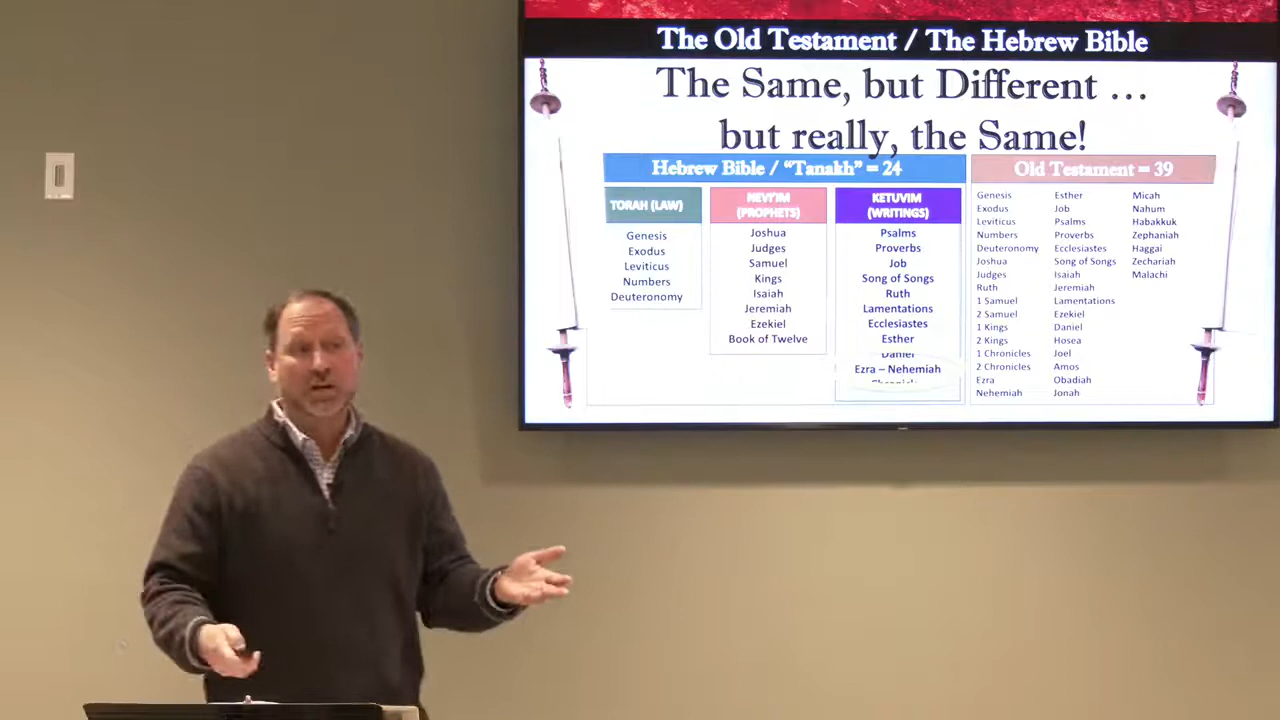 The Old Testament / The Hebrew Bible
The Same, but Different …
but really, the Same!
Hebrew Bible / “Tanakh” = 24
TORAH (LAW)
Genesis
Exodus
Leviticus
Numbers
Deuteronomy
NEVI'IM
(PROPHETS)
Joshua
Judges
Samuel
Kings
Isaiah
Jeremiah
Ezekiel
Book of Twelve
KETUVIM
(WRITINGS)
Psalms
Proverbs
Job
Song of Songs
Ruth
Lamentations
Ecclesiastes
Esther
Daniel
Ezra – Nehemiah
Old Testament = 39
Genesis
Exodus
Leviticus
Numbers
Deuteronomy
Joshua
Judges
Ruth
1 Samuel
2 Samuel
1 Kings
2 Kings
1 Chronicles
2 Chronicles
Ezra
Nehemiah
Esther
Job
Psalms
Proverbs
Ecclesiastes
Song of Songs
Isaiah
Jeremiah
Lamentations
Ezekiel
Daniel
Hosea
Joel
Amos
Obadiah
Jonah
Micah
Nahum
Habakkuk
Zephaniah
Haggai
Zechariah
Malachi